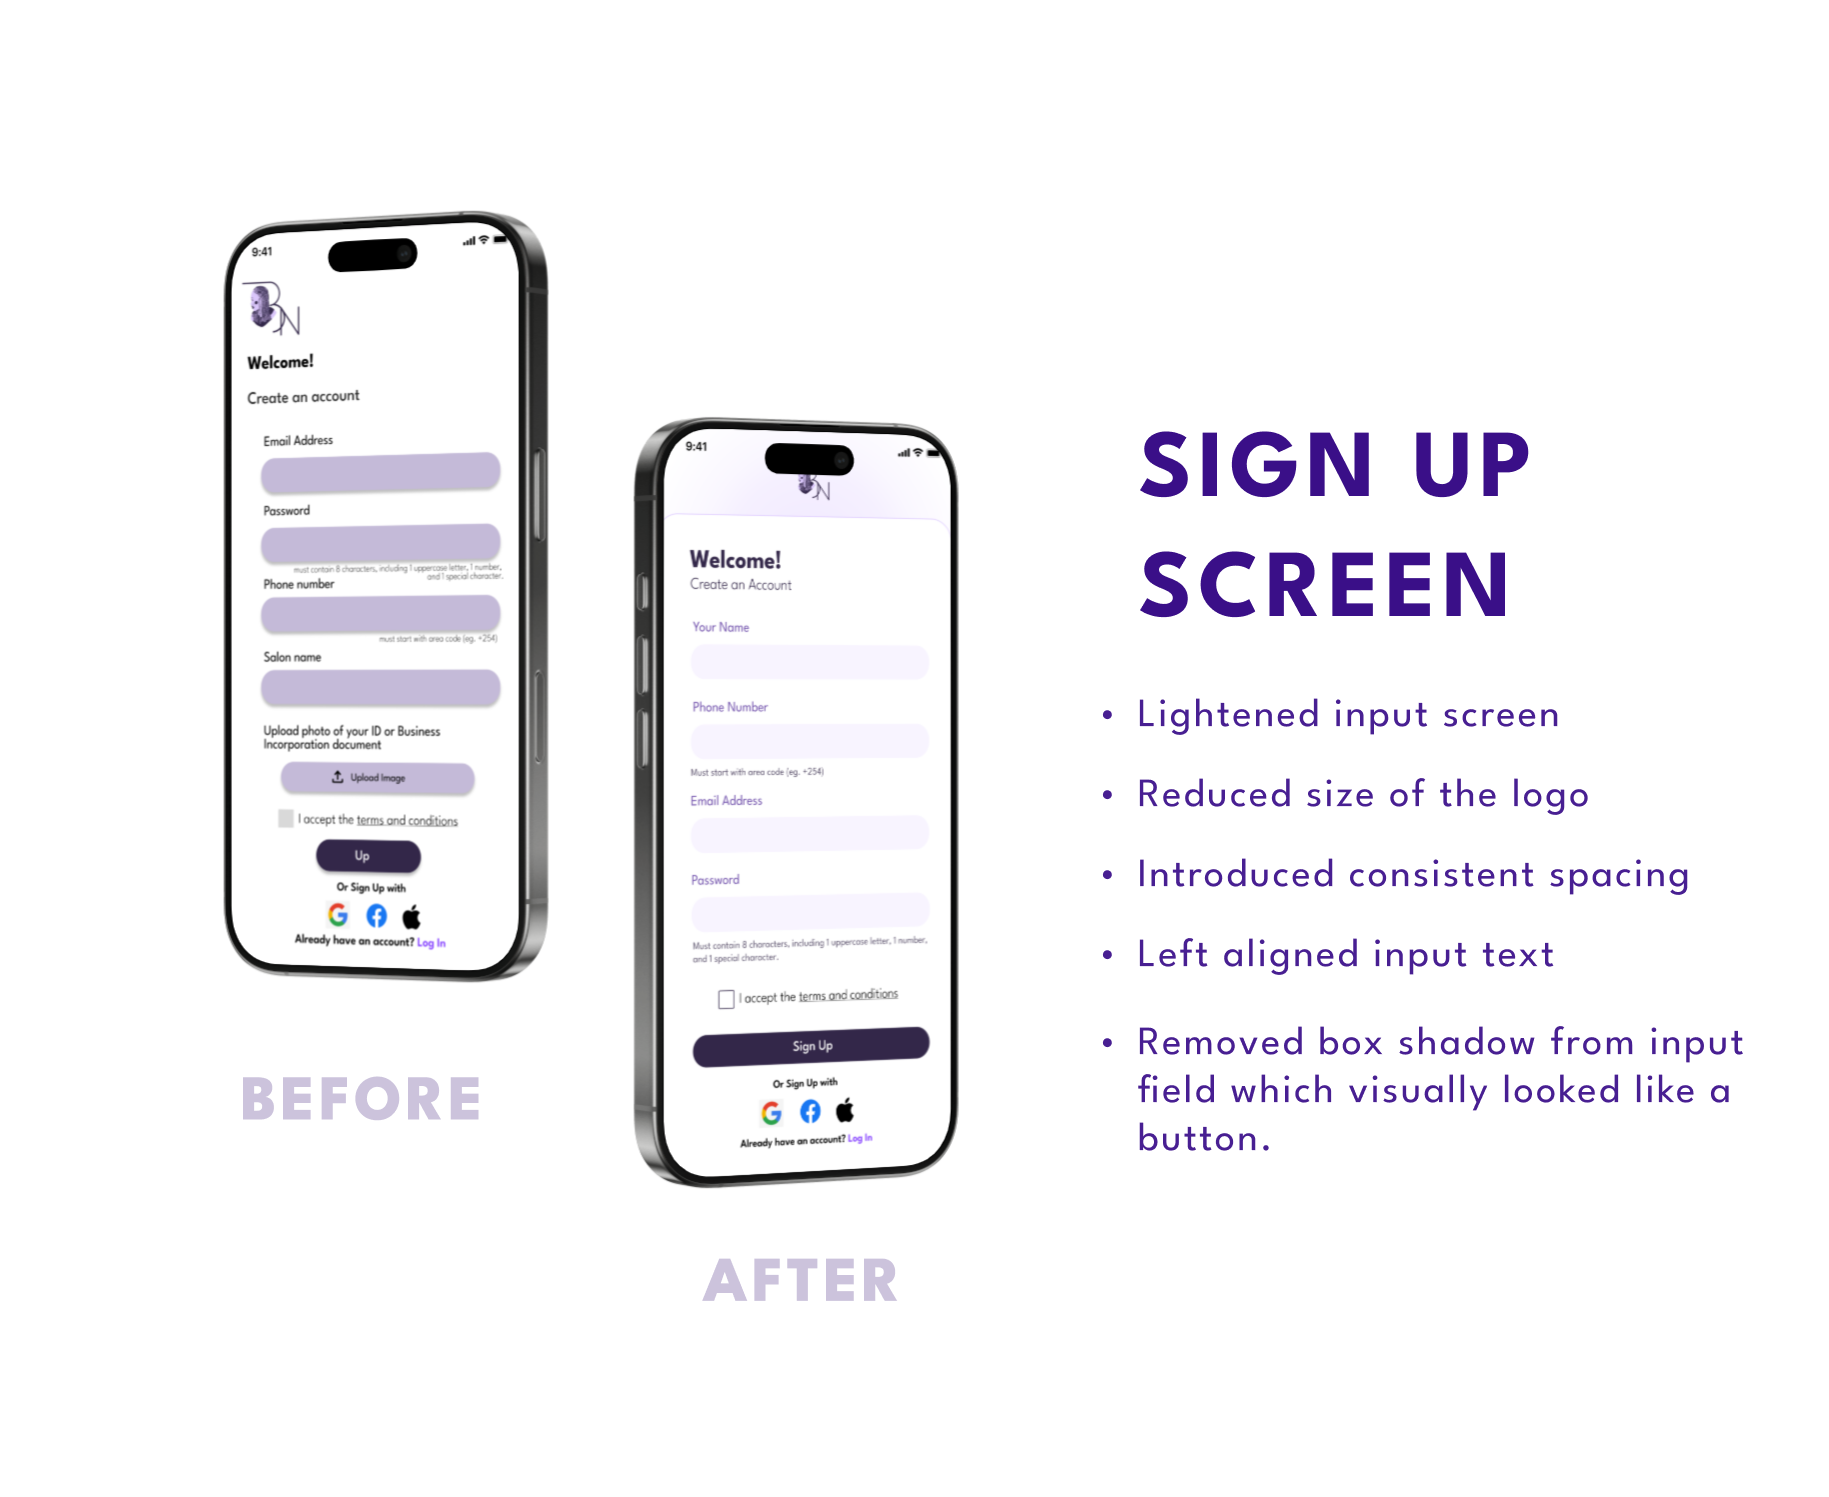 9:41
BN
Welcome!
Create an account
Email Address
Password
must contain 8 characters, including 1 uppercase letter, 1 number,
and 1 special character.
Phone number
must start with area code (eg. +254)
Salon name
Upload photo of your ID or Business
Incorporation document
Upload Image
I accept the terms and conditions
Up
Or Sign Up with
Already have an account? Log In
BEFORE
9:41
BN
Welcome!
Create an Account
Your Name
Phone Number
Must start with area code (eg. +254)
Email Address
Password
Must contain 8 characters, including 1 uppercase letter, 1 number,
and 1 special character.
I accept the terms and conditions
Sign Up
Or Sign Up with
Already have an account? Log In
AFTER
SIGN UP
SCREEN
• Lightened input screen
• Reduced size of the logo
• Introduced consistent spacing
• Left aligned input text
• Removed box shadow from input
field which visually looked like a
button.